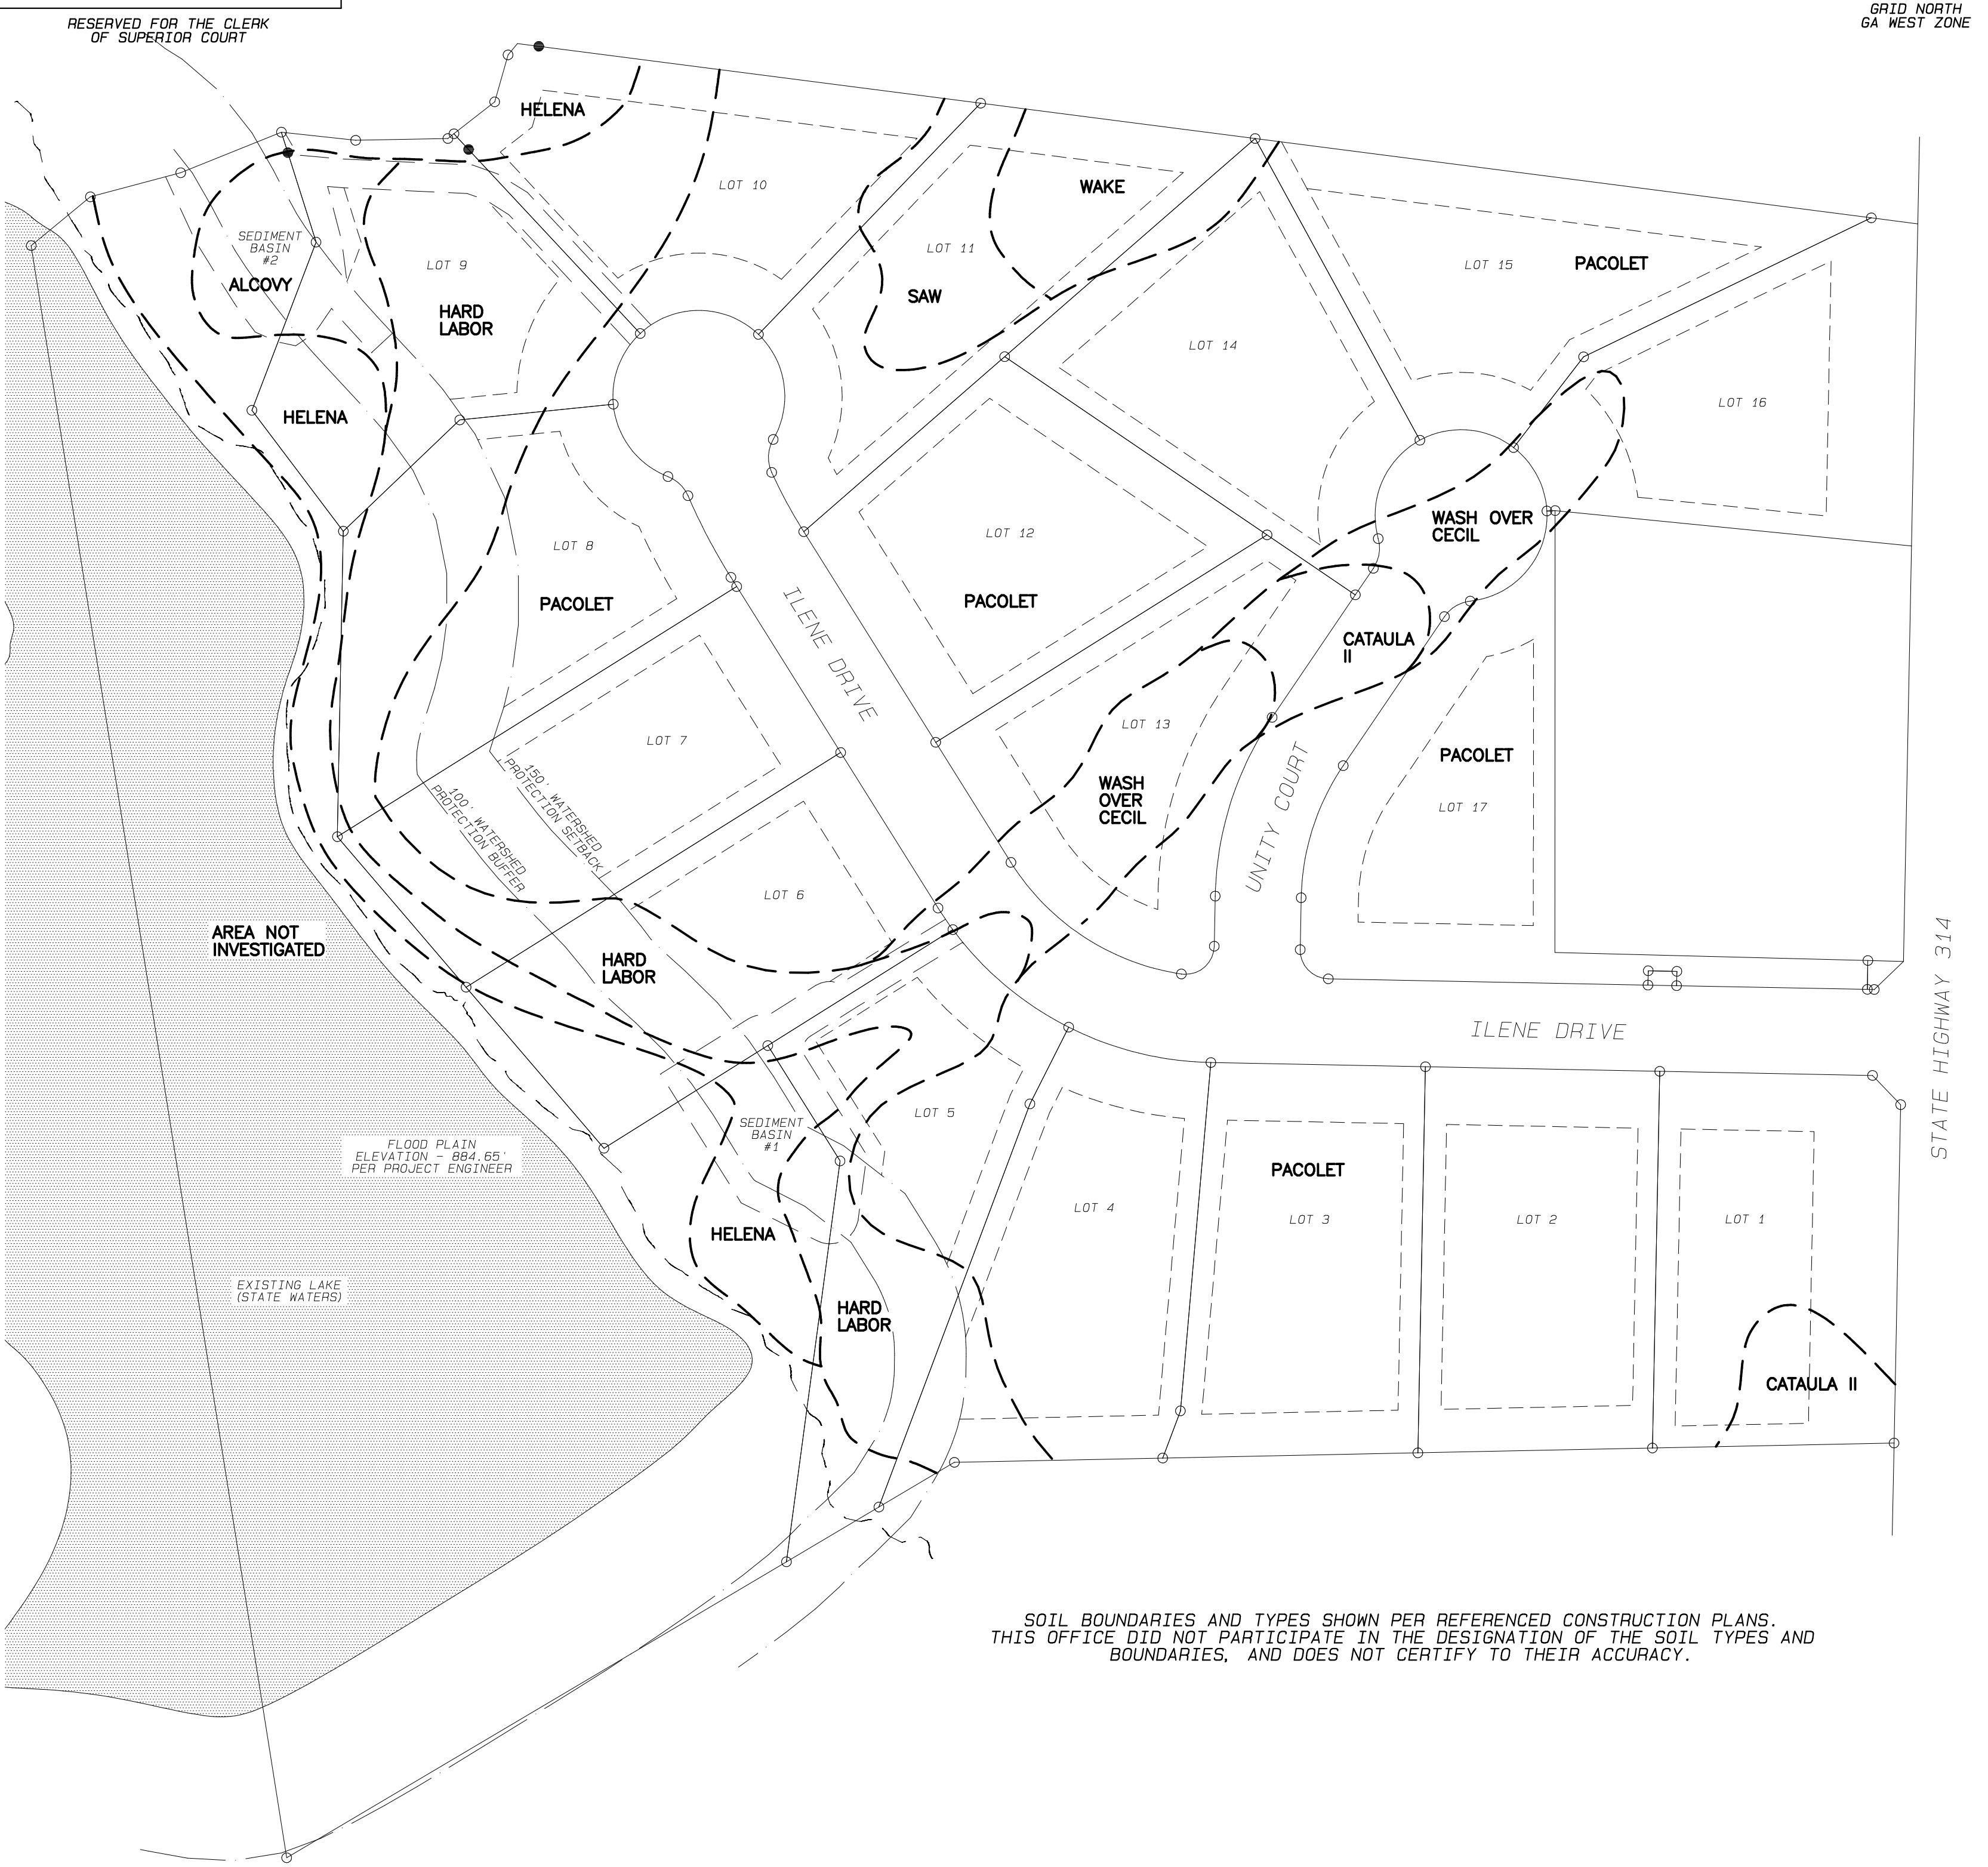 RESERVED FOR THE CLERK
OF SUPERIOR COURT
GRID NORTH
GA WEST ZONE
HELENA
LOT 10
WAKE
SEDIMENT
BASIN
#2
ALCOVY
LOT 9
HARD
LABOR
LOT 11
SAW
LOT 15
PACOLET
LOT 14
LOT 16
HELENA
LOT 8
PACOLET
LOT 12
PACOLET
WASH OVER
CECIL
ILENE DRIVE
CATAULA
II
LOT 7
LOT 13
WASH
OVER
CECIL
PACOLET
LOT 17
150' WATERSHED
PROTECTION SETBACK
100' WATERSHED
PROTECTION BUFFER
UNITY COURT
LOT 6
AREA NOT
INVESTIGATED
HARD
LABOR
STATE HIGHWAY 314
ILENE DRIVE
LOT 5
SEDIMENT
BASIN
#1
FLOOD PLAIN
ELEVATION - 884.65'
PER PROJECT ENGINEER
PACOLET
LOT 4
LOT 3
LOT 2
LOT 1
HELENA
EXISTING LAKE
(STATE WATERS)
HARD
LABOR
CATAULA II
SOIL BOUNDARIES AND TYPES SHOWN PER REFERENCED CONSTRUCTION PLANS.
THIS OFFICE DID NOT PARTICIPATE IN THE DESIGNATION OF THE SOIL TYPES AND
BOUNDARIES, AND DOES NOT CERTIFY TO THEIR ACCURACY.